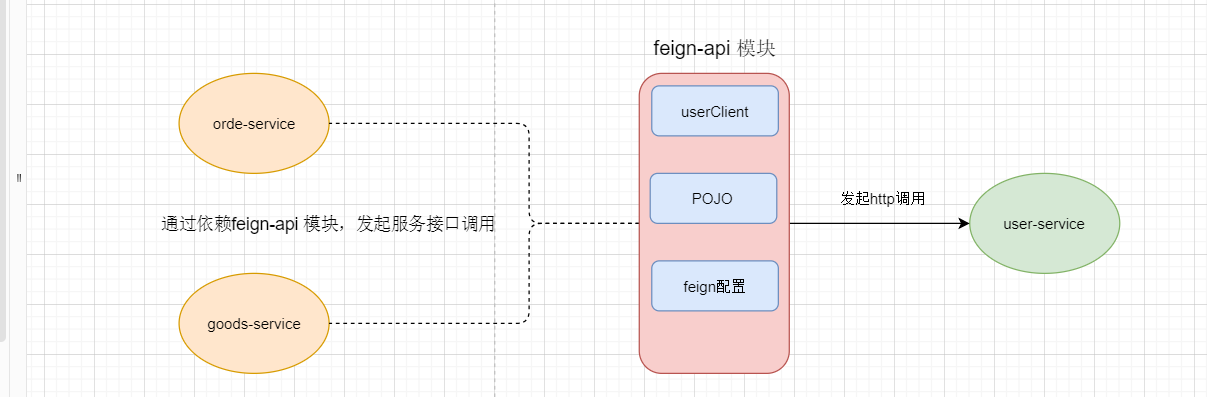 feign-api 模块
userClient
orde-service
POJO
发起http调用
通过依赖feign-api 模块，发起服务接口调用
user-service
feign配置
goods-service